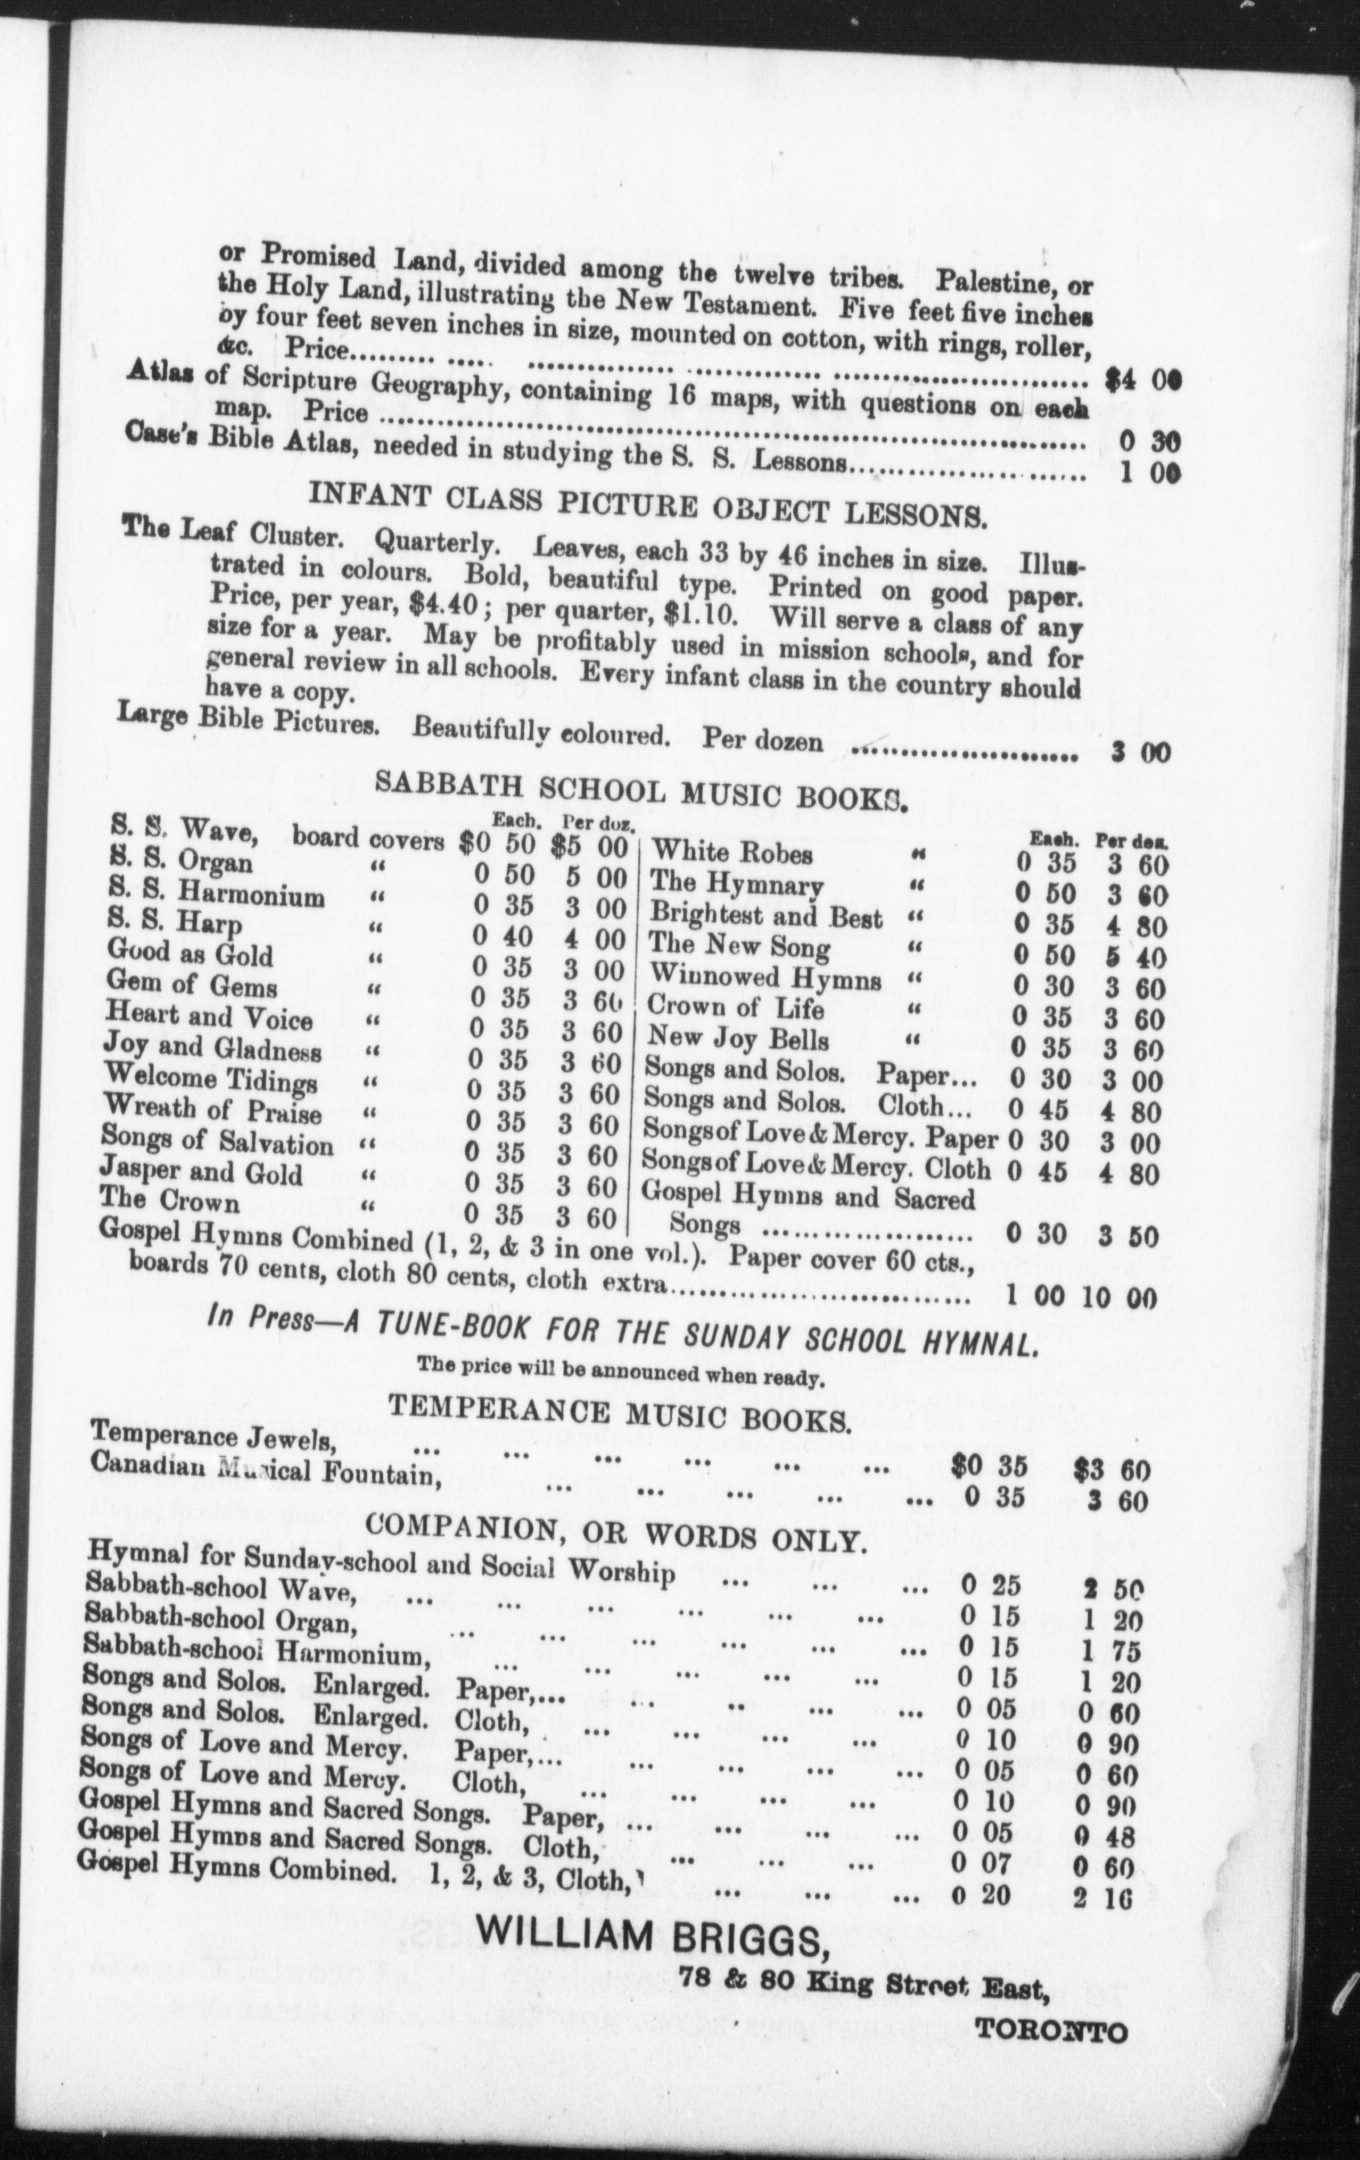 or Promised Land, divided among the twelve tribes. Palestine, or
the Holy Land, illustrating the New Testament. Five feet five inches
by four feet seven inches in size, mounted on cotton, with rings, roller,
&c. Price......... ..... ............... ............. .......................... $4 00
Atlas of Scripture Geography, containing 16 maps, with questions on each
map. Price ...................................................................... 0 30
Case's Bible Atlas, needed in studying the S. S. Lessons........................ 1 00
INFANT CLASS PICTURE OBJECT LESSONS.
The Leaf Cluster. Quarterly. Leaves, each 33 by 46 inches in size. Illus-
trated in colours. Bold, beautiful type. Printed on good paper.
Price, per year, $4.40; per quarter, $1.10. Will serve a class of any
size for a year. May be profitably used in mission schools, and for
general review in all schools. Every infant class in the country should
have a copy.
Large Bible Pictures. Beautifully coloured. Per dozen ....................... 3 00
SABBATH SCHOOL MUSIC BOOKS.
Each. Per doz.
S. S. Wave, board covers $0 50 $5 00
S. S. Organ “ 0 50 5 00
S. S. Harmonium “ 0 35 3 00
S. S. Harp “ 0 40 4 00
Good as Gold “ 0 35 3 00
Gem of Gems “ 0 35 3 60
Heart and Voice “ 0 35 3 60
Joy and Gladness “ 0 35 3 60
Welcome Tidings “ 0 35 3 60
Wreath of Praise “ 0 35 3 60
Songs of Salvation “ 0 35 3 60
Jasper and Gold “ 0 35 3 60
The Crown “ 0 35 3 60
Each. Per doz.
White Robes “ 0 35 3 60
The Hymnary “ 0 50 3 60
Brightest and Best “ 0 35 4 80
The New Song “ 0 50 5 40
Winnowed Hymns “ 0 30 3 60
Crown of Life “ 0 35 3 60
New Joy Bells “ 0 35 3 60
Songs and Solos. Paper... 0 30 3 00
Songs and Solos. Cloth... 0 45 4 80
Songs of Love & Mercy. Paper 0 30 3 00
Songs of Love & Mercy. Cloth 0 45 4 80
Gospel Hymns and Sacred
Songs ..................... 0 30 3 50
Gospel Hymns Combined (1, 2, & 3 in one vol.). Paper cover 60 cts.,
boards 70 cents, cloth 80 cents, cloth extra.............................. 1 00 10 00
In Press—A TUNE-BOOK FOR THE SUNDAY SCHOOL HYMNAL.
The price will be announced when ready.
TEMPERANCE MUSIC BOOKS.
Temperance Jewels, ... ... ... ... ... ... $0 35 $3 60
Canadian Musical Fountain, ... ... ... ... ... 0 35 3 60
COMPANION, OR WORDS ONLY.
Hymnal for Sunday-school and Social Worship ... ... ... 0 25 2 50
Sabbath-school Wave, ... ... ... ... ... ... 0 15 1 20
Sabbath-school Organ, ... ... ... ... ... ... 0 15 1 75
Sabbath-school Harmonium, ... ... ... ... ... 0 15 1 20
Songs and Solos. Enlarged. Paper,... ... ... ... ... 0 05 0 60
Songs and Solos. Enlarged. Cloth, ... ... ... ... 0 10 0 90
Songs of Love and Mercy. Paper,... ... ... ... ... 0 05 0 60
Songs of Love and Mercy. Cloth, ... ... ... ... 0 10 0 90
Gospel Hymns and Sacred Songs. Paper, ... ... ... ... 0 05 0 48
Gospel Hymns and Sacred Songs. Cloth, ... ... ... 0 07 0 60
Gospel Hymns Combined. 1, 2, & 3, Cloth, ... ... ... 0 20 2 16
WILLIAM BRIGGS,
78 & 80 King Street East,
TORONTO